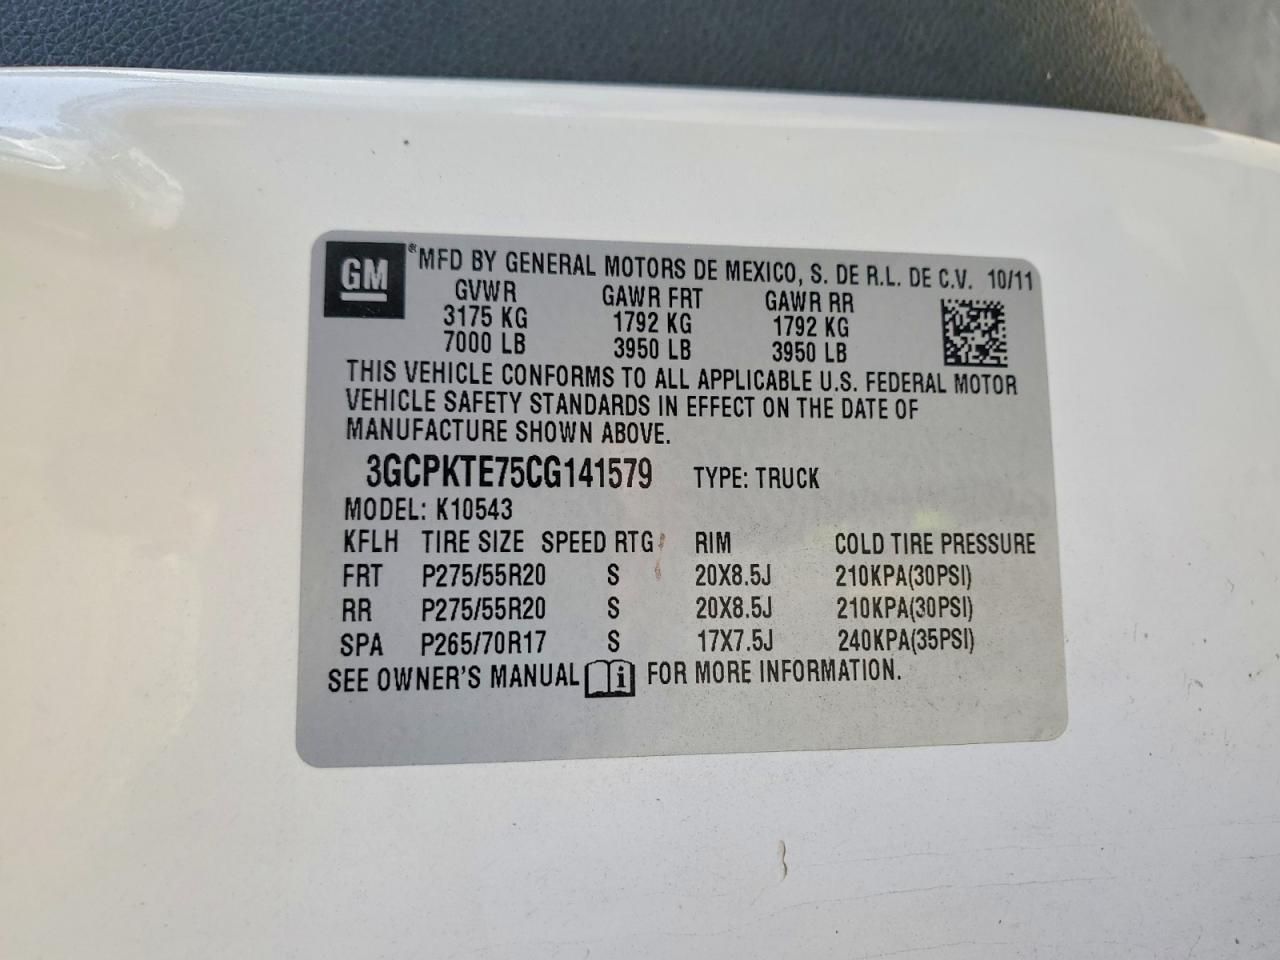 GM ® MFD BY GENERAL MOTORS DE MEXICO, S. DE R.L. DE C.V. 10/11
GVWR GAWR FRT GAWR RR
3175 KG 1792 KG 1792 KG
7000 LB 3950 LB 3950 LB
THIS VEHICLE CONFORMS TO ALL APPLICABLE U.S. FEDERAL MOTOR
VEHICLE SAFETY STANDARDS IN EFFECT ON THE DATE OF
MANUFACTURE SHOWN ABOVE.
3GCPKTE75CG141579 TYPE: TRUCK
MODEL: K10543
KFLH TIRE SIZE SPEED RTG RIM COLD TIRE PRESSURE
FRT P275/55R20 S 20X8.5J 210KPA(30PSI)
RR P275/55R20 S 20X8.5J 210KPA(30PSI)
SPA P265/70R17 S 17X7.5J 240KPA(35PSI)
SEE OWNER'S MANUAL i FOR MORE INFORMATION.